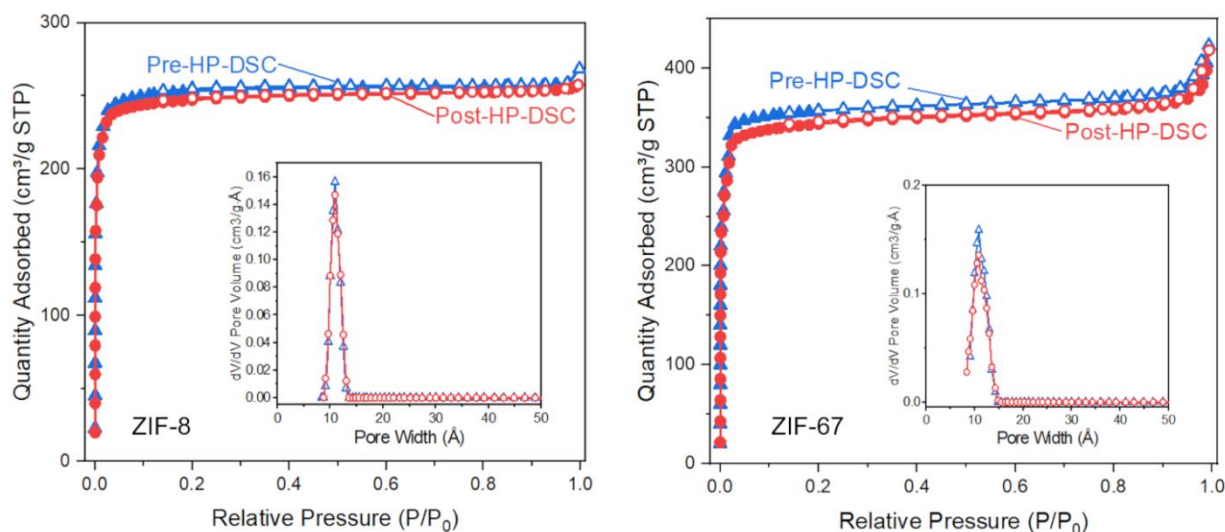 300
200
100
0
Quantity Adsorbed (cm³/g STP)
Pre-HP-DSC
Post-HP-DSC
0.16
0.14
0.12
0.10
0.08
0.06
0.04
0.02
0.00
dV/dV Pore Volume (cm3/g·Å)
0 10 20 30 40 50
Pore Width (Å)
ZIF-8
0.0 0.2 0.4 0.6 0.8 1.0
Relative Pressure (P/P₀)
400
300
200
100
0
Quantity Adsorbed (cm³/g STP)
Pre-HP-DSC
Post-HP-DSC
0.2
0.1
0.0
dV/dV Pore Volume (cm3/g·Å)
0 10 20 30 40 50
Pore Width (Å)
ZIF-67
0.0 0.2 0.4 0.6 0.8 1.0
Relative Pressure (P/P₀)